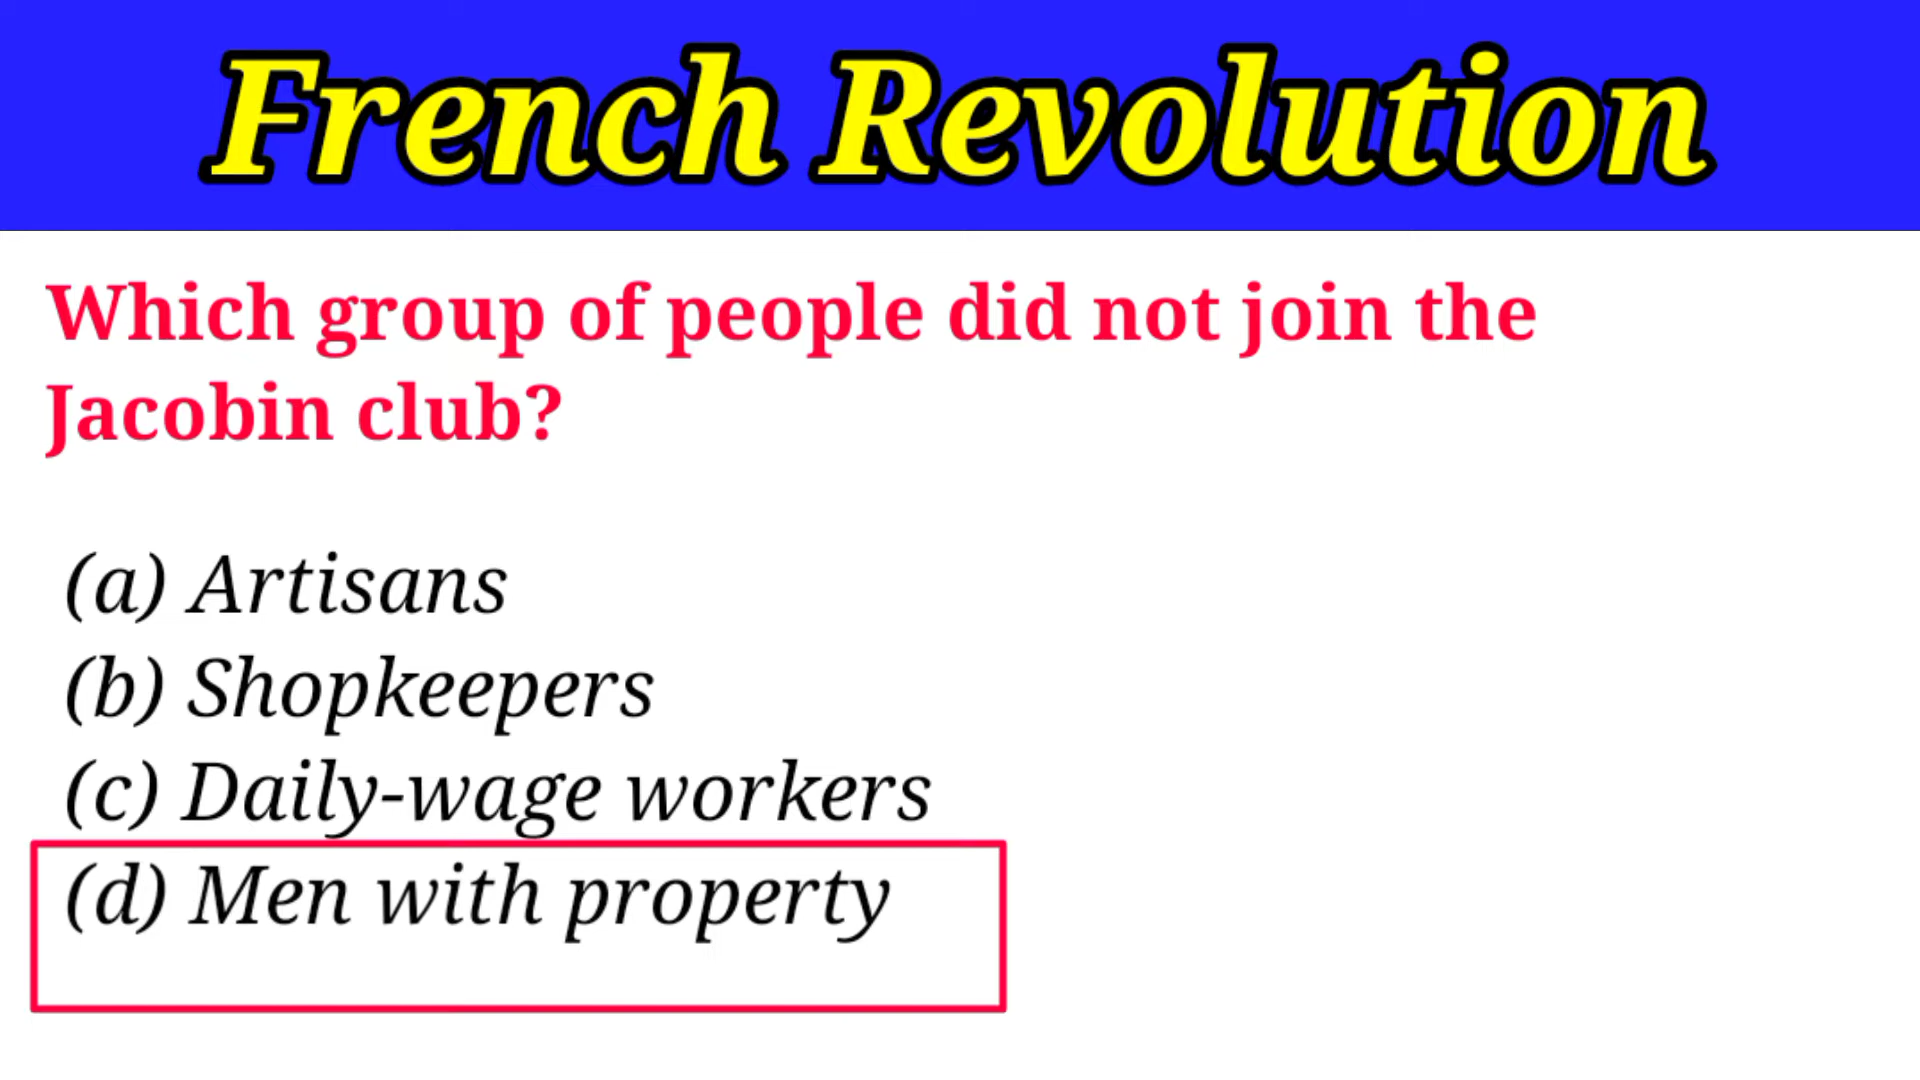 French Revolution
Which group of people did not join the
Jacobin club?
(a) Artisans
(b) Shopkeepers
(c) Daily-wage workers
(d) Men with property